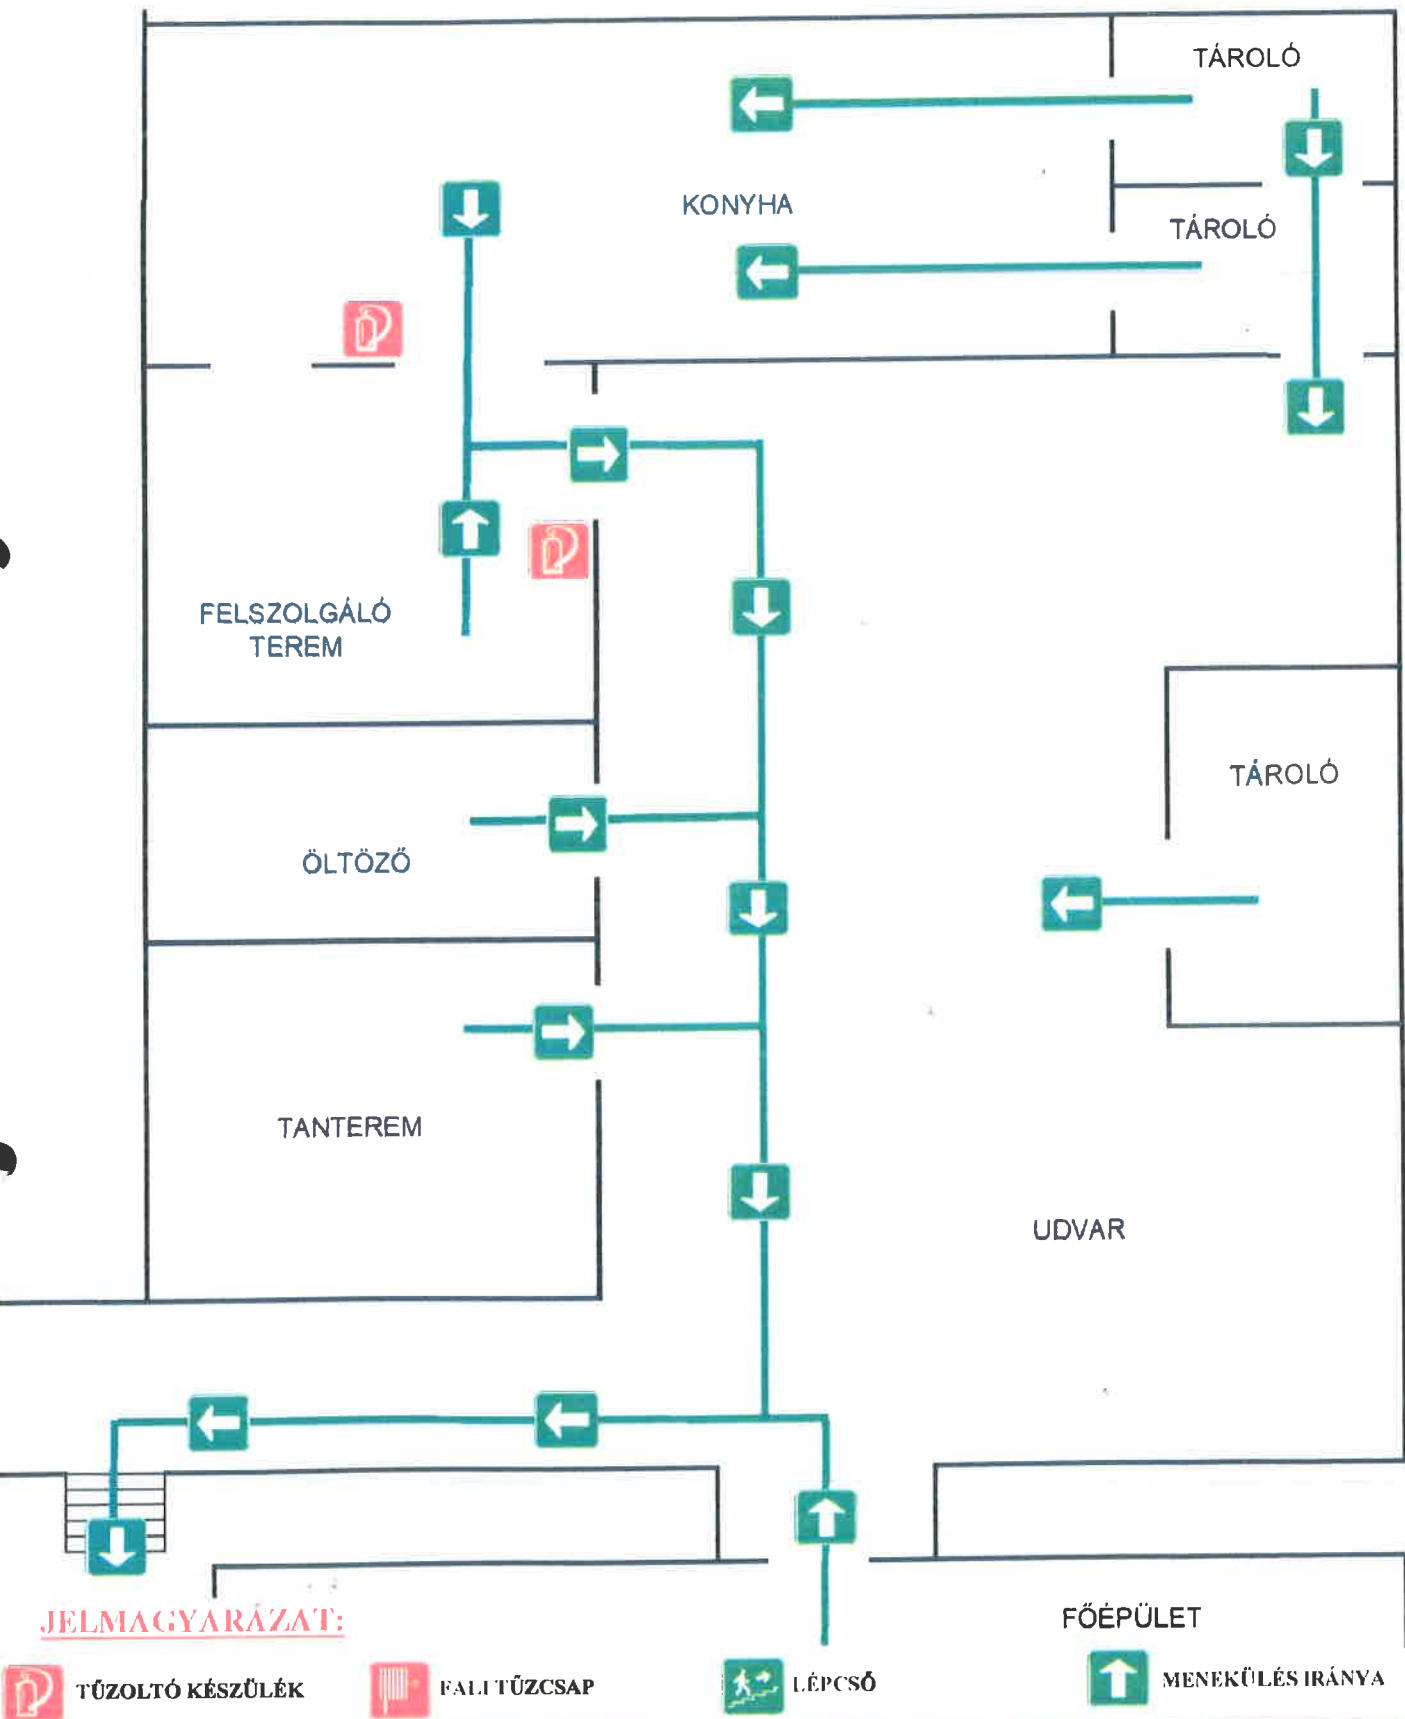 TÁROLÓ
KONYHA
TÁROLÓ
FELSZOLGÁLÓ
TEREM
TÁROLÓ
ÖLTÖZŐ
TANTEREM
UDVAR
FŐÉPÜLET
JELMAGYARÁZAT:
TŰZOLTÓ KÉSZÜLÉK
FALI TŰZCSAP
LÉPCSŐ
MENEKÜLÉS IRÁNYA